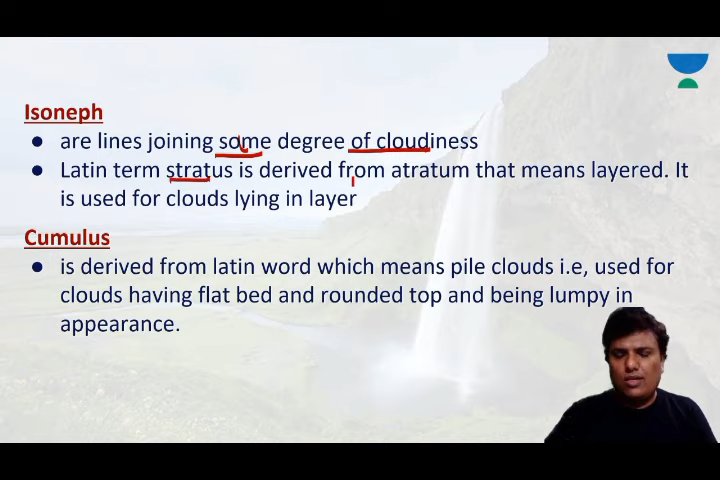 Isoneph
● are lines joining some degree of cloudiness
● Latin term stratus is derived from atratum that means layered. It
is used for clouds lying in layer
Cumulus
● is derived from latin word which means pile clouds i.e, used for
clouds having flat bed and rounded top and being lumpy in
appearance.